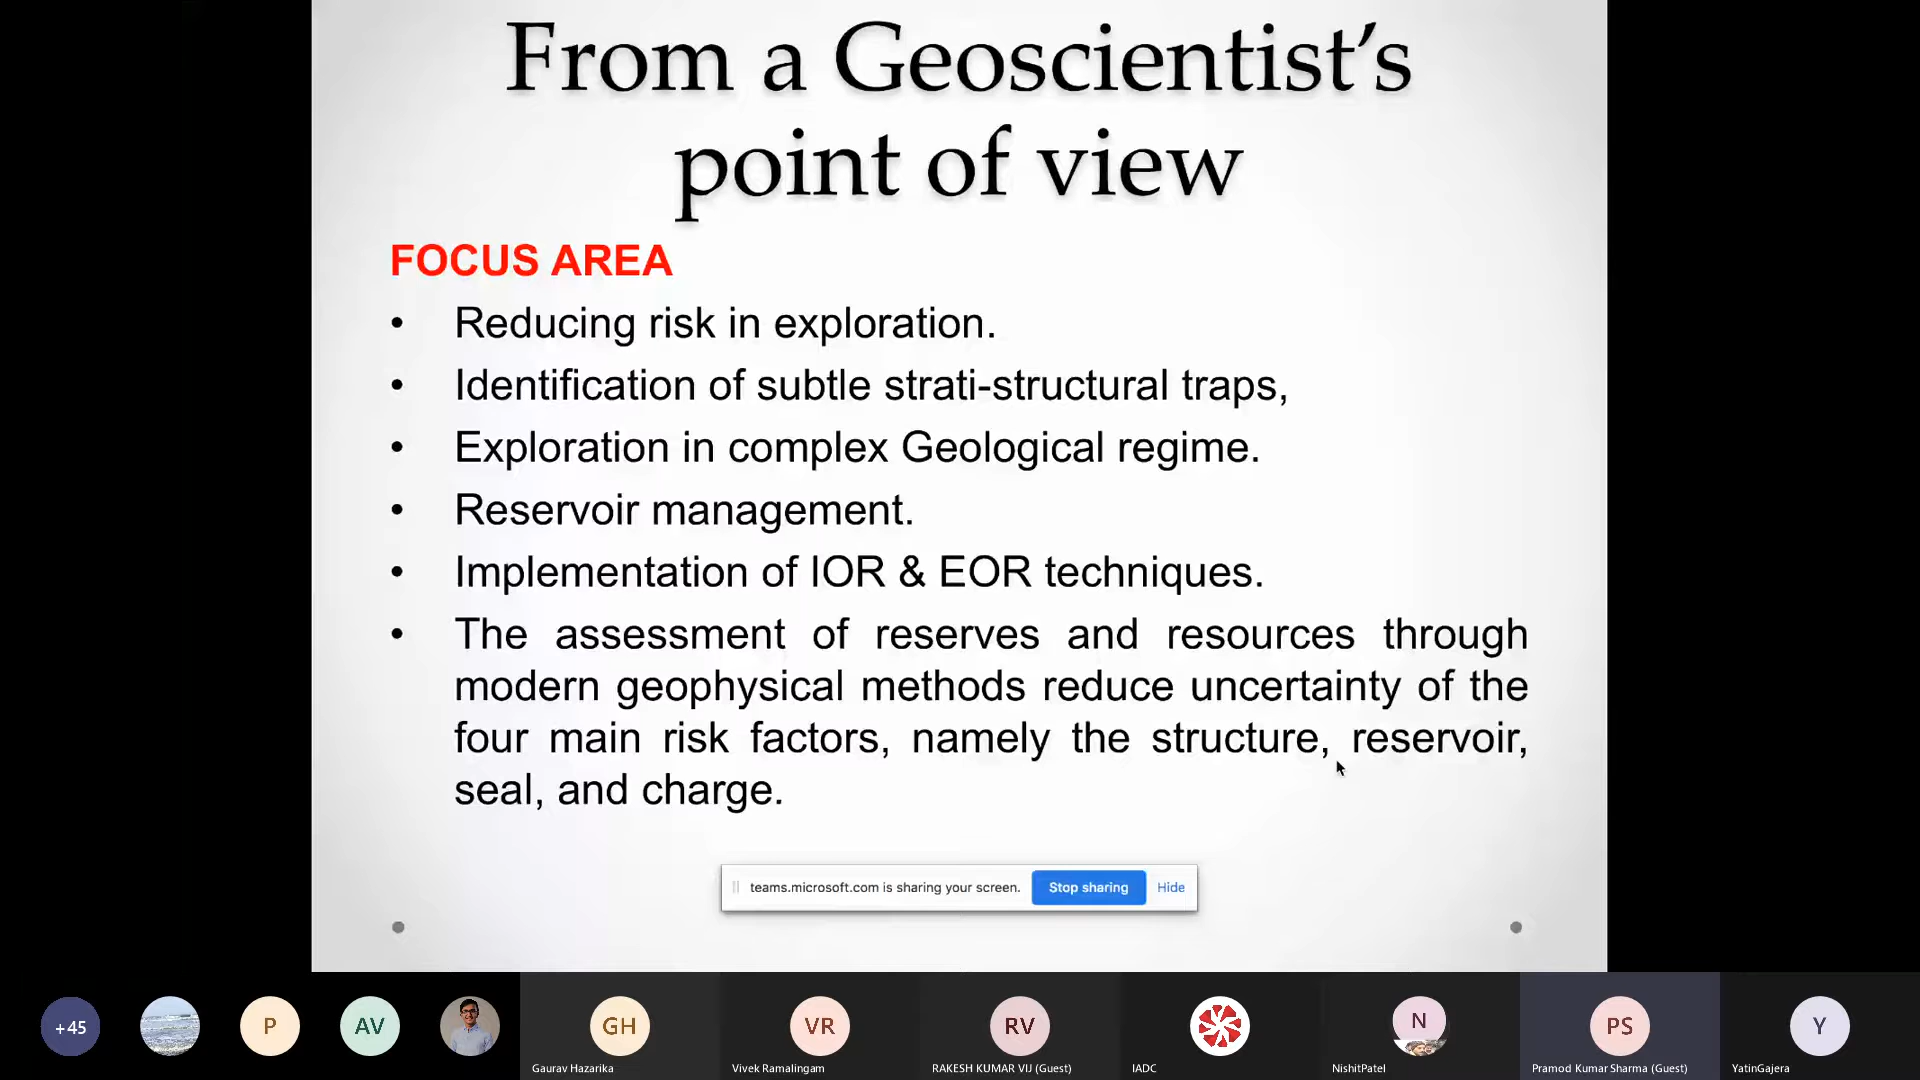 From a Geoscientist’s
point of view
FOCUS AREA
• Reducing risk in exploration.
• Identification of subtle strati-structural traps,
• Exploration in complex Geological regime.
• Reservoir management.
• Implementation of IOR & EOR techniques.
• The assessment of reserves and resources through
modern geophysical methods reduce uncertainty of the
four main risk factors, namely the structure, reservoir,
seal, and charge.
teams.microsoft.com is sharing your screen. Stop sharing Hide
+45 P AV GH VR RV N PS Y
Gaurav Hazarika Vivek Ramalingam RAKESH KUMAR VIJ (Guest) IADC NishitPatel Pramod Kumar Sharma (Guest) YatinGajera